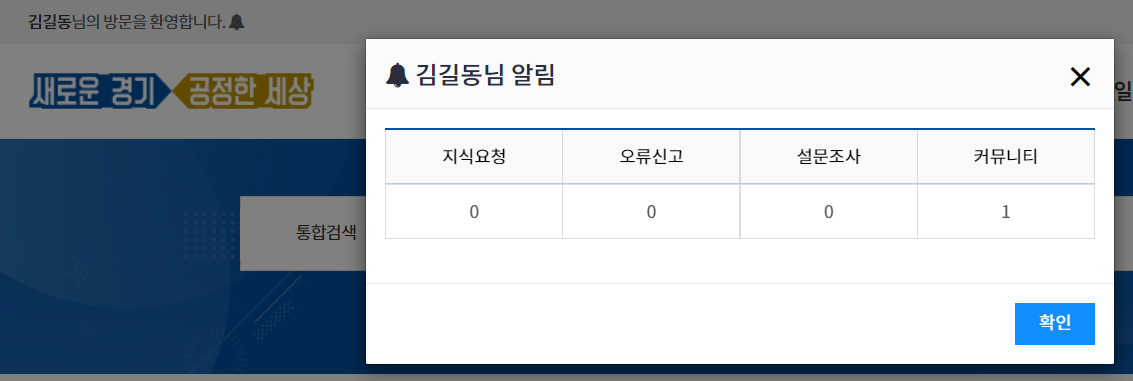 김길동님의 방문을 환영합니다.
새로운 경기 공정한 세상
일
통합검색
김길동님 알림
지식요청 오류신고 설문조사 커뮤니티
0 0 0 1
확인